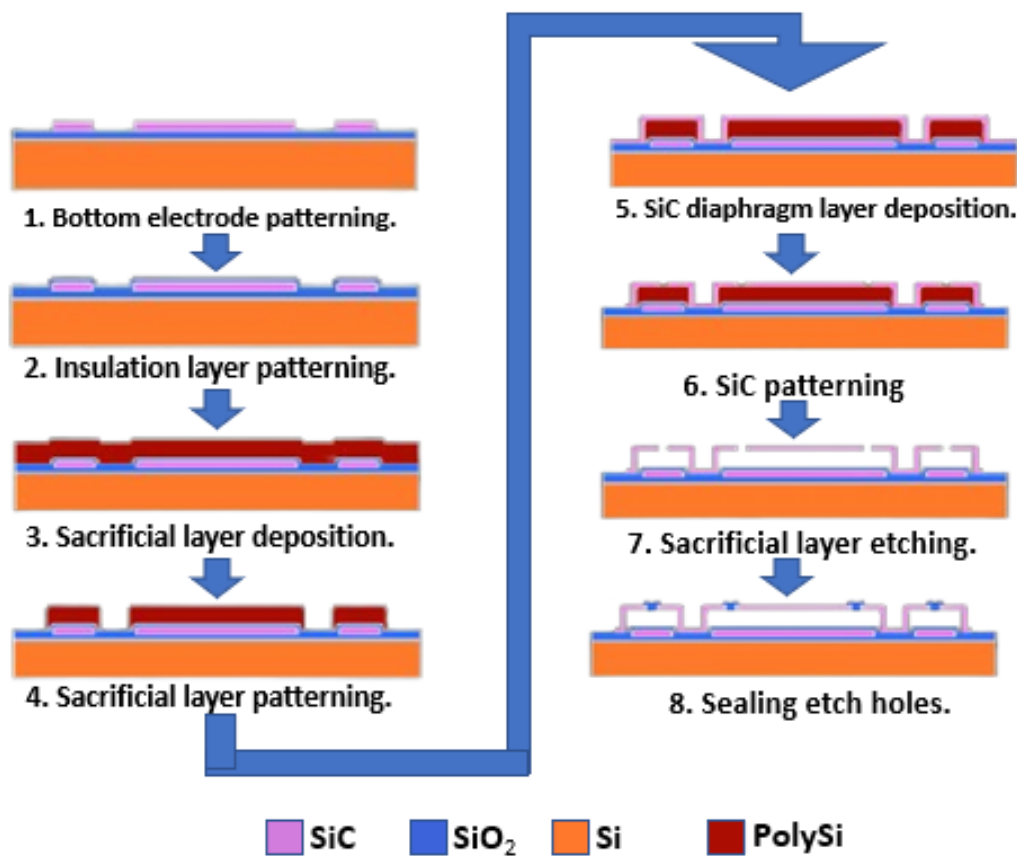 1. Bottom electrode patterning.
2. Insulation layer patterning.
3. Sacrificial layer deposition.
4. Sacrificial layer patterning.
5. SiC diaphragm layer deposition.
6. SiC patterning
7. Sacrificial layer etching.
8. Sealing etch holes.
SiC
SiO₂
Si
PolySi